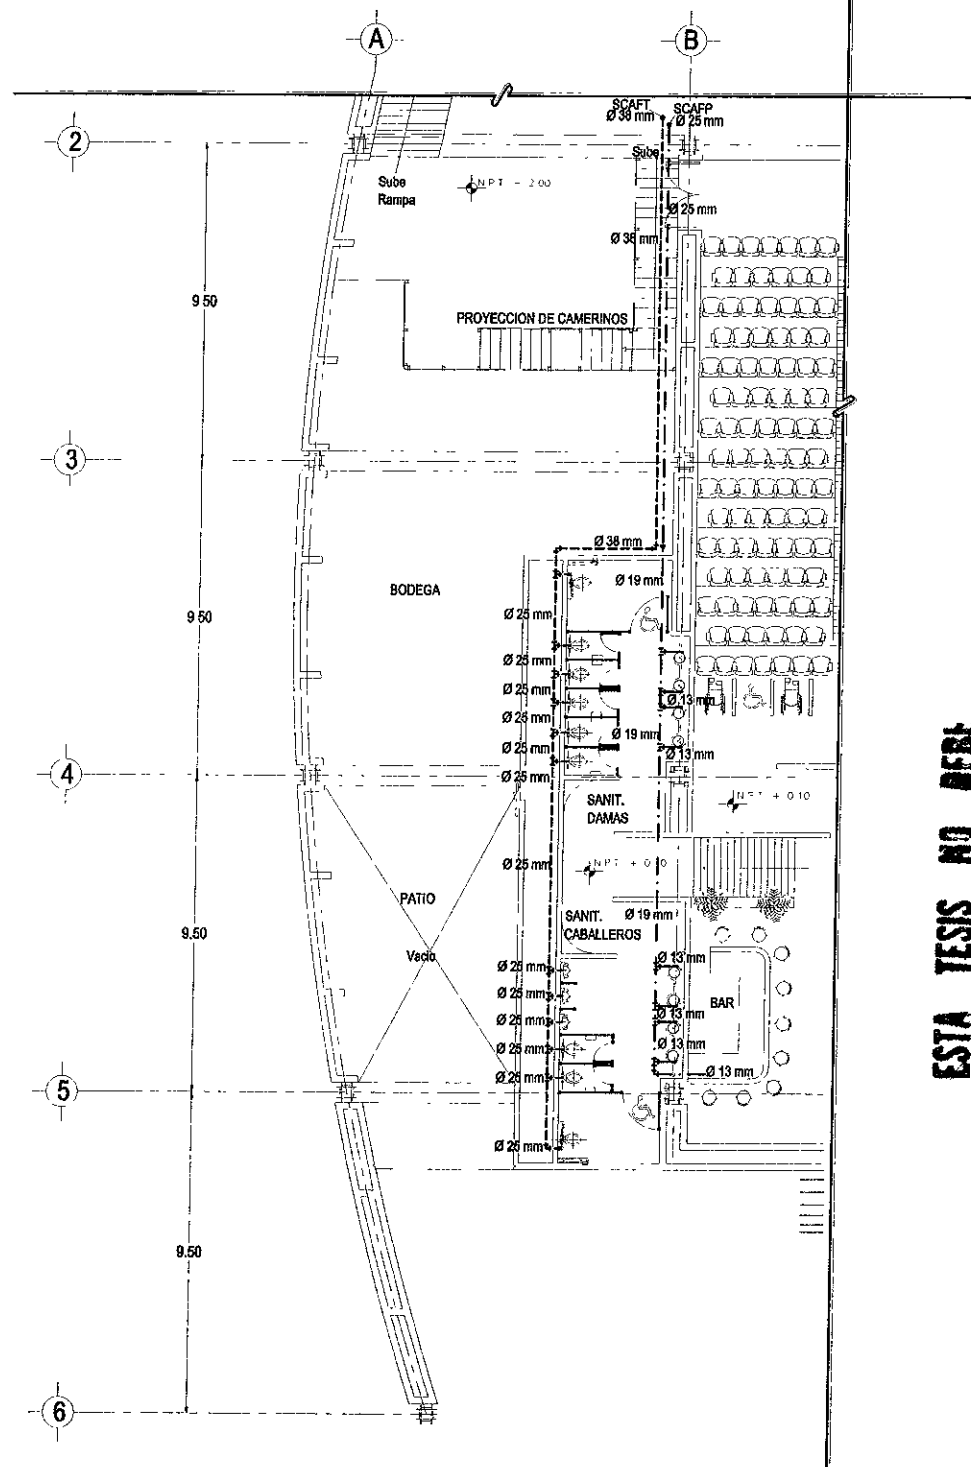 A
B
SCAFT
Ø 38 mm
SCAFP
Ø 25 mm
2
Sube
Sube
Rampa
NPT - 2.00
Ø 25 mm
Ø 38 mm
9.50
PROYECCION DE CAMERINOS
3
Ø 38 mm
BODEGA
Ø 19 mm
9.50
Ø 25 mm
Ø 25 mm
Ø 25 mm
Ø 13 mm
Ø 25 mm
Ø 19 mm
Ø 25 mm
Ø 13 mm
4
Ø 25 mm
SANIT.
DAMAS
NPT + 0.10
Ø 25 mm
NPT + 0.10
PATIO
SANIT.
CABALLEROS
Ø 19 mm
9.50
Vacio
Ø 13 mm
Ø 25 mm
Ø 25 mm
BAR
Ø 13 mm
Ø 25 mm
Ø 13 mm
Ø 25 mm
Ø 13 mm
Ø 25 mm
5
Ø 25 mm
9.50
6
ESTA TESIS NO DEBE